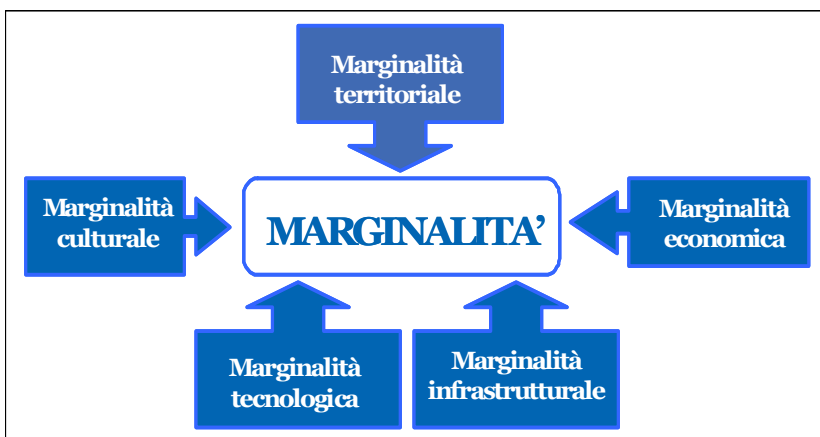 Marginalità
territoriale
Marginalità
culturale
MARGINALITA’
Marginalità
economica
Marginalità
tecnologica
Marginalità
infrastrutturale